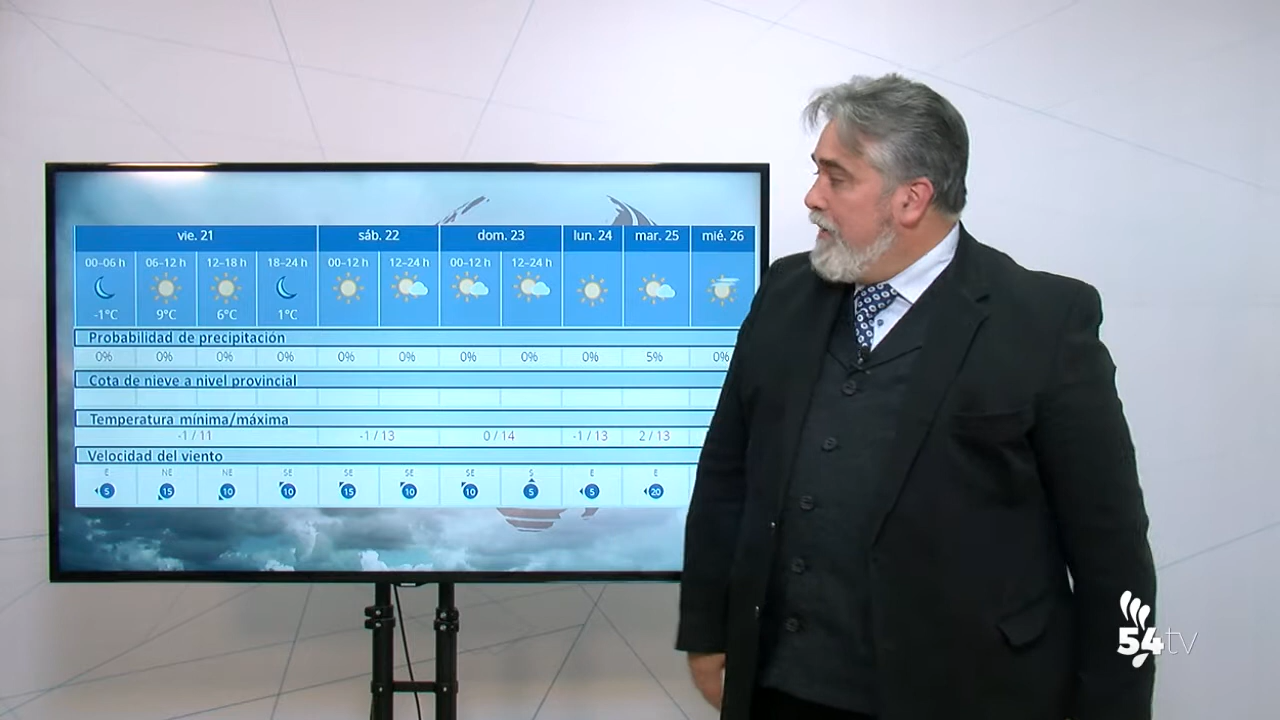 vie. 21 sáb. 22 dom. 23 lun. 24 mar. 25 mié. 26
00–06 h 06–12 h 12–18 h 18–24 h 00–12 h 12–24 h 00–12 h 12–24 h
-1°C 9°C 6°C 1°C
Probabilidad de precipitación
0% 0% 0% 0% 0% 0% 0% 0% 0% 5% 0%
Cota de nieve a nivel provincial
Temperatura mínima/máxima
-1 / 11 -1 / 13 0 / 14 -1 / 13 2 / 13
Velocidad del viento
E NE NE SE SE SE SE S E E
5 15 10 10 15 10 10 5 5 20
54tv